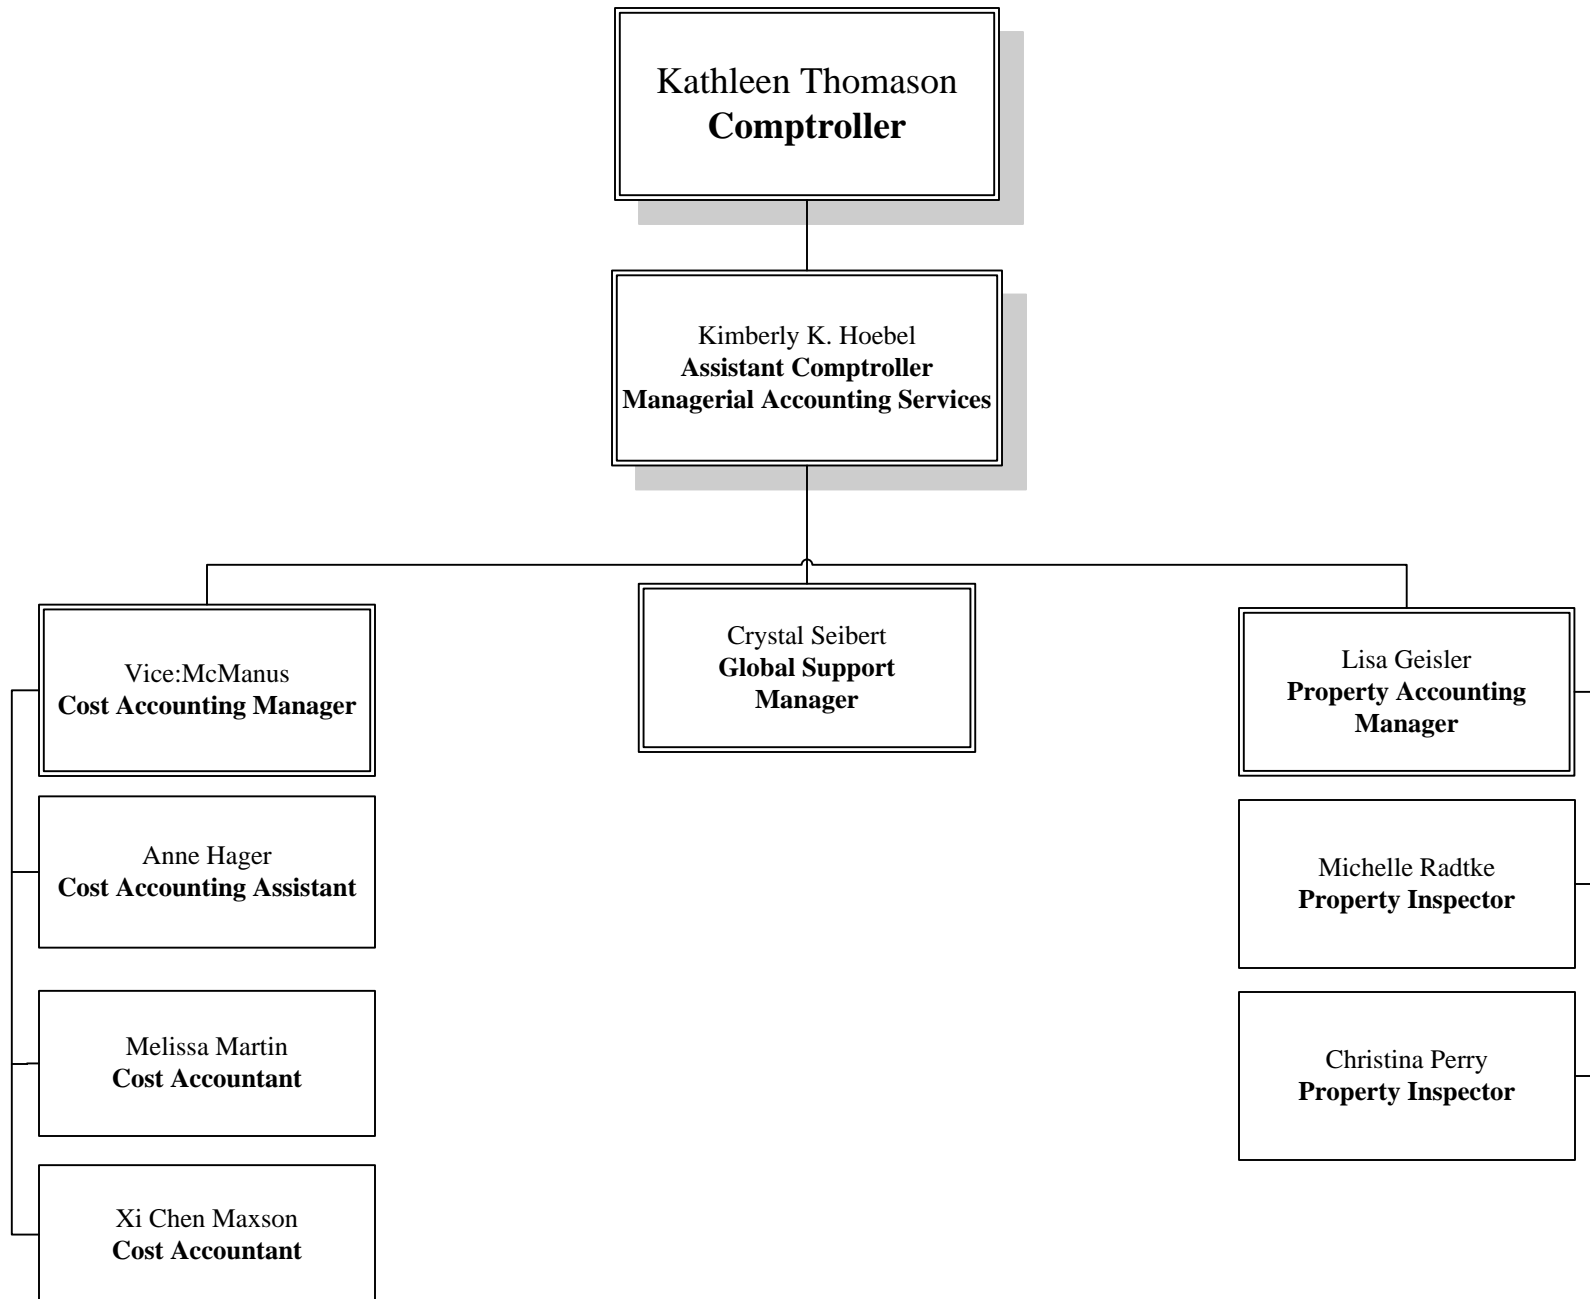 Kathleen Thomason
Comptroller
Kimberly K. Hoebel
Assistant Comptroller
Managerial Accounting Services
Vice:McManus
Cost Accounting Manager
Crystal Seibert
Global Support
Manager
Lisa Geisler
Property Accounting
Manager
Anne Hager
Cost Accounting Assistant
Michelle Radtke
Property Inspector
Melissa Martin
Cost Accountant
Christina Perry
Property Inspector
Xi Chen Maxson
Cost Accountant